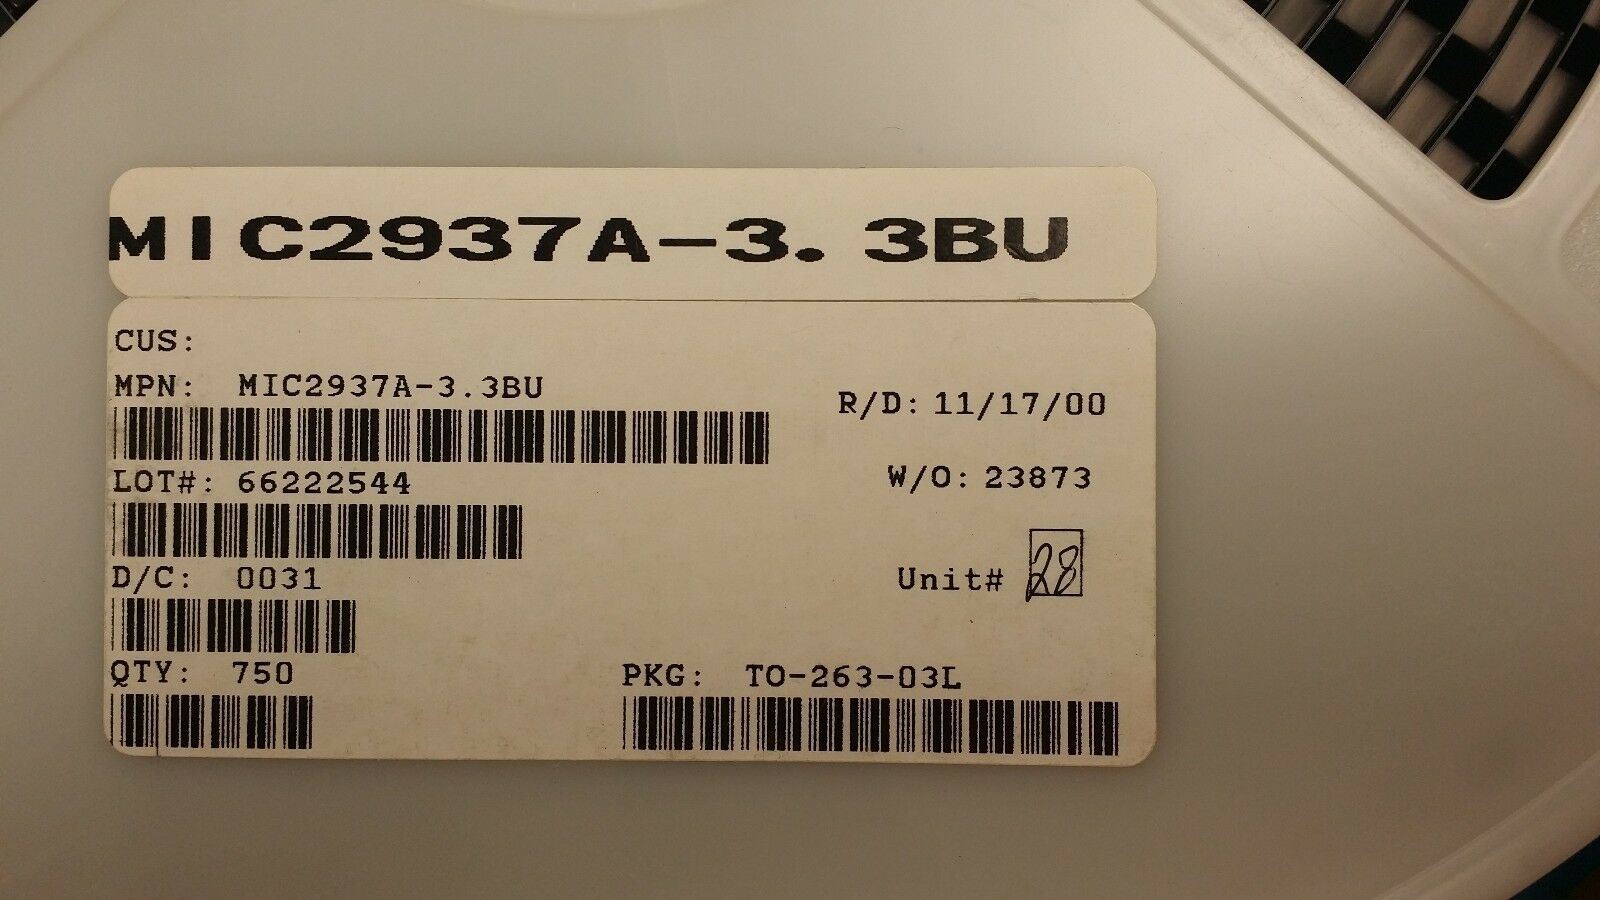 MIC2937A-3.3BU
CUS:
MPN: MIC2937A-3.3BU
R/D: 11/17/00
LOT#: 66222544
W/O: 23873
D/C: 0031
Unit# 28
QTY: 750
PKG: TO-263-03L